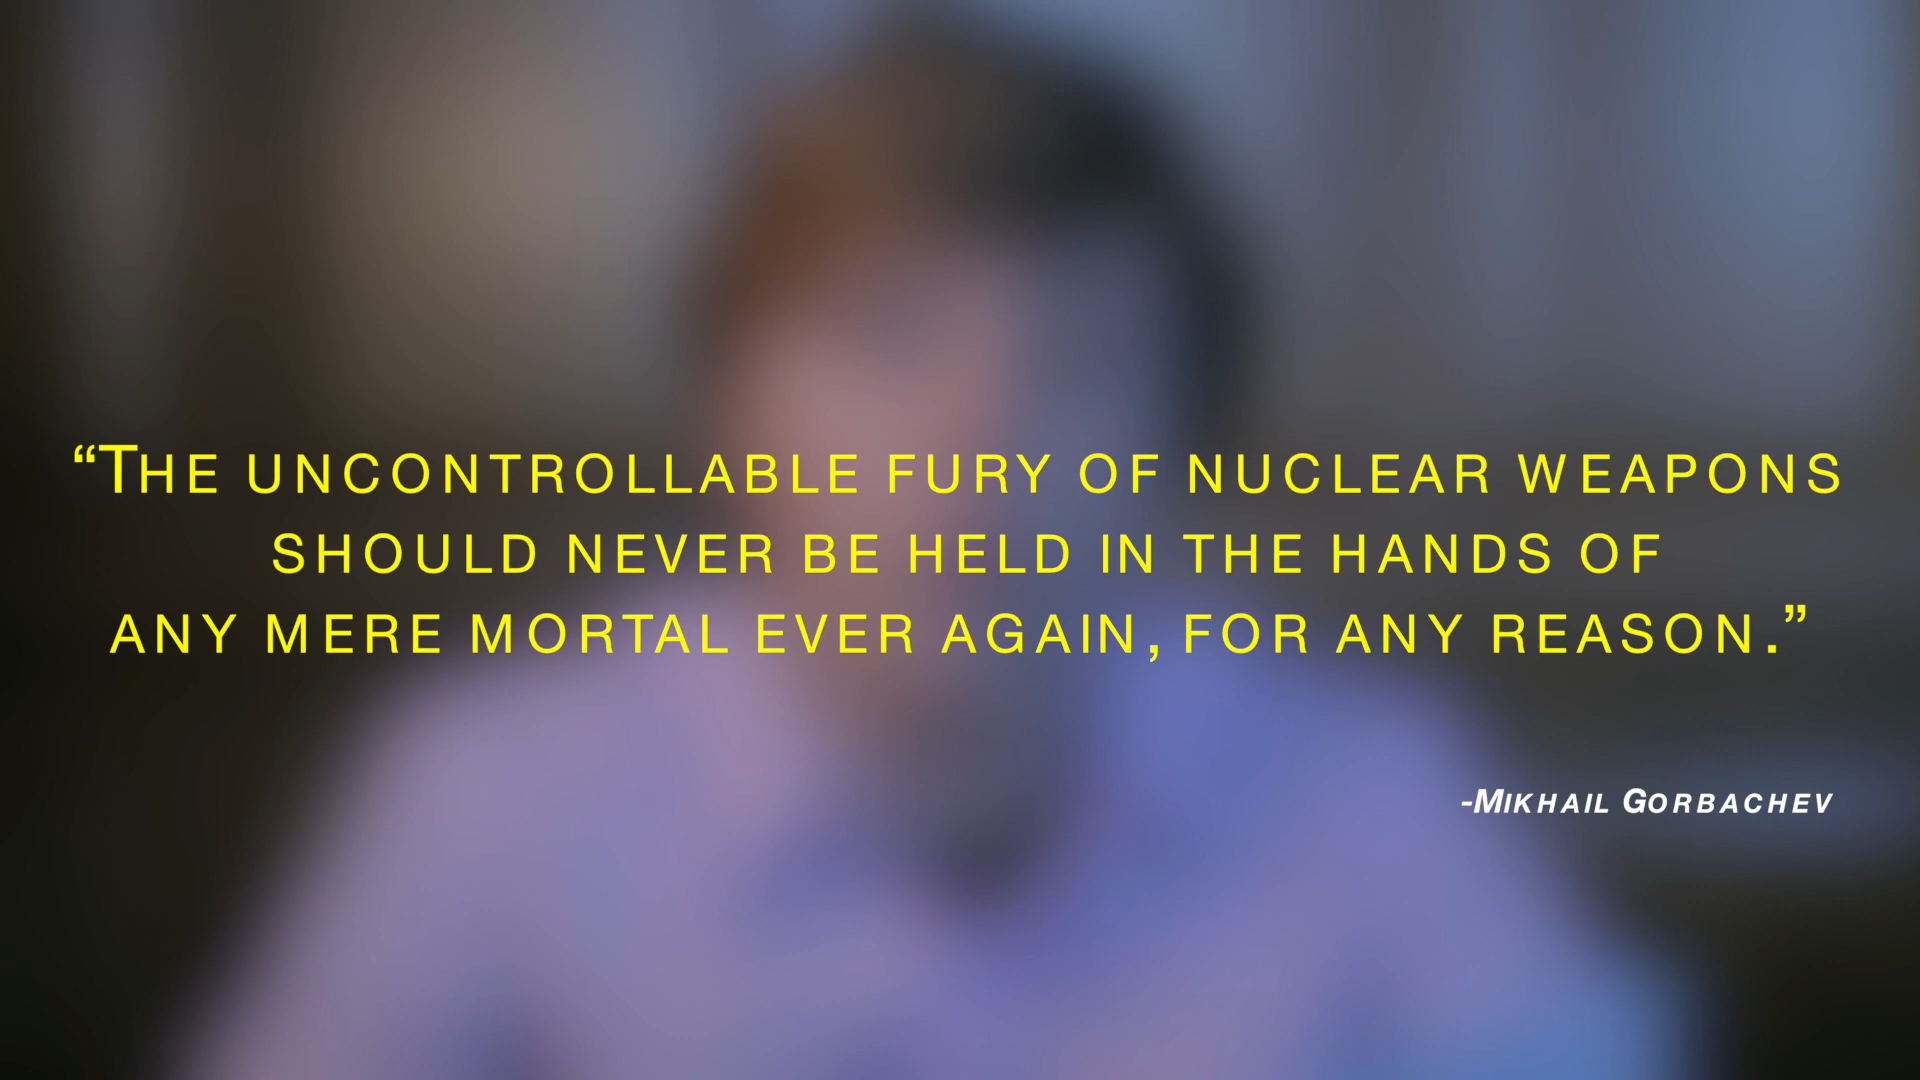 “The uncontrollable fury of nuclear weapons
should never be held in the hands of
any mere mortal ever again, for any reason.”
-Mikhail Gorbachev